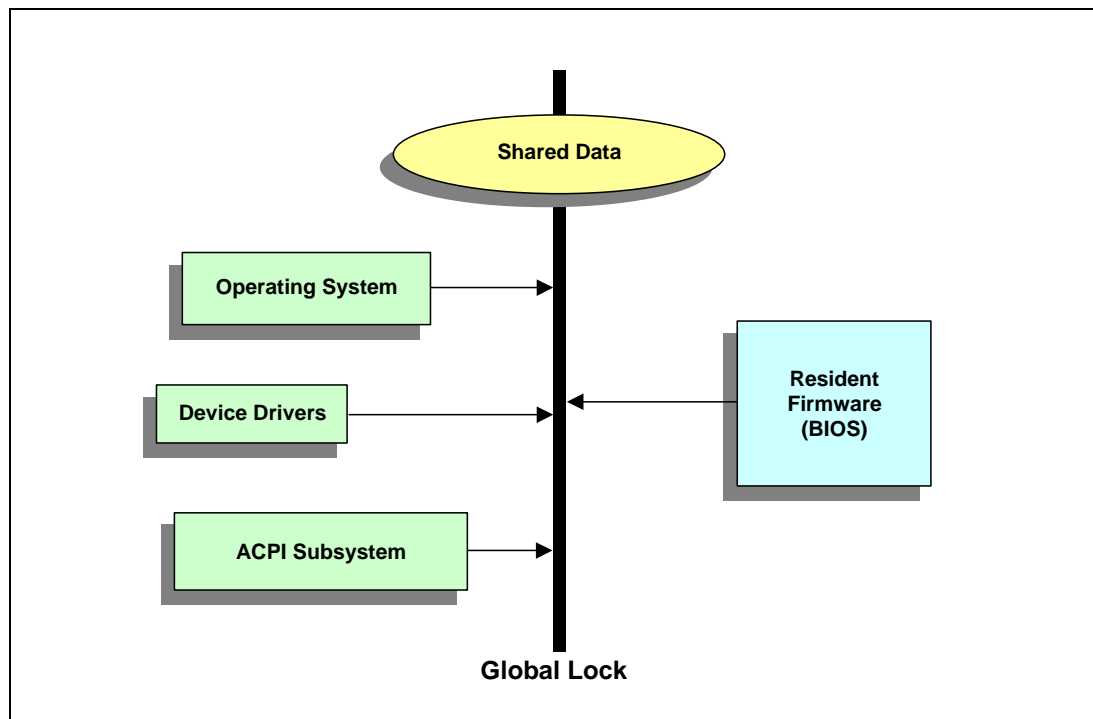 Shared Data
Operating System
Device Drivers
Resident
Firmware
(BIOS)
ACPI Subsystem
Global Lock